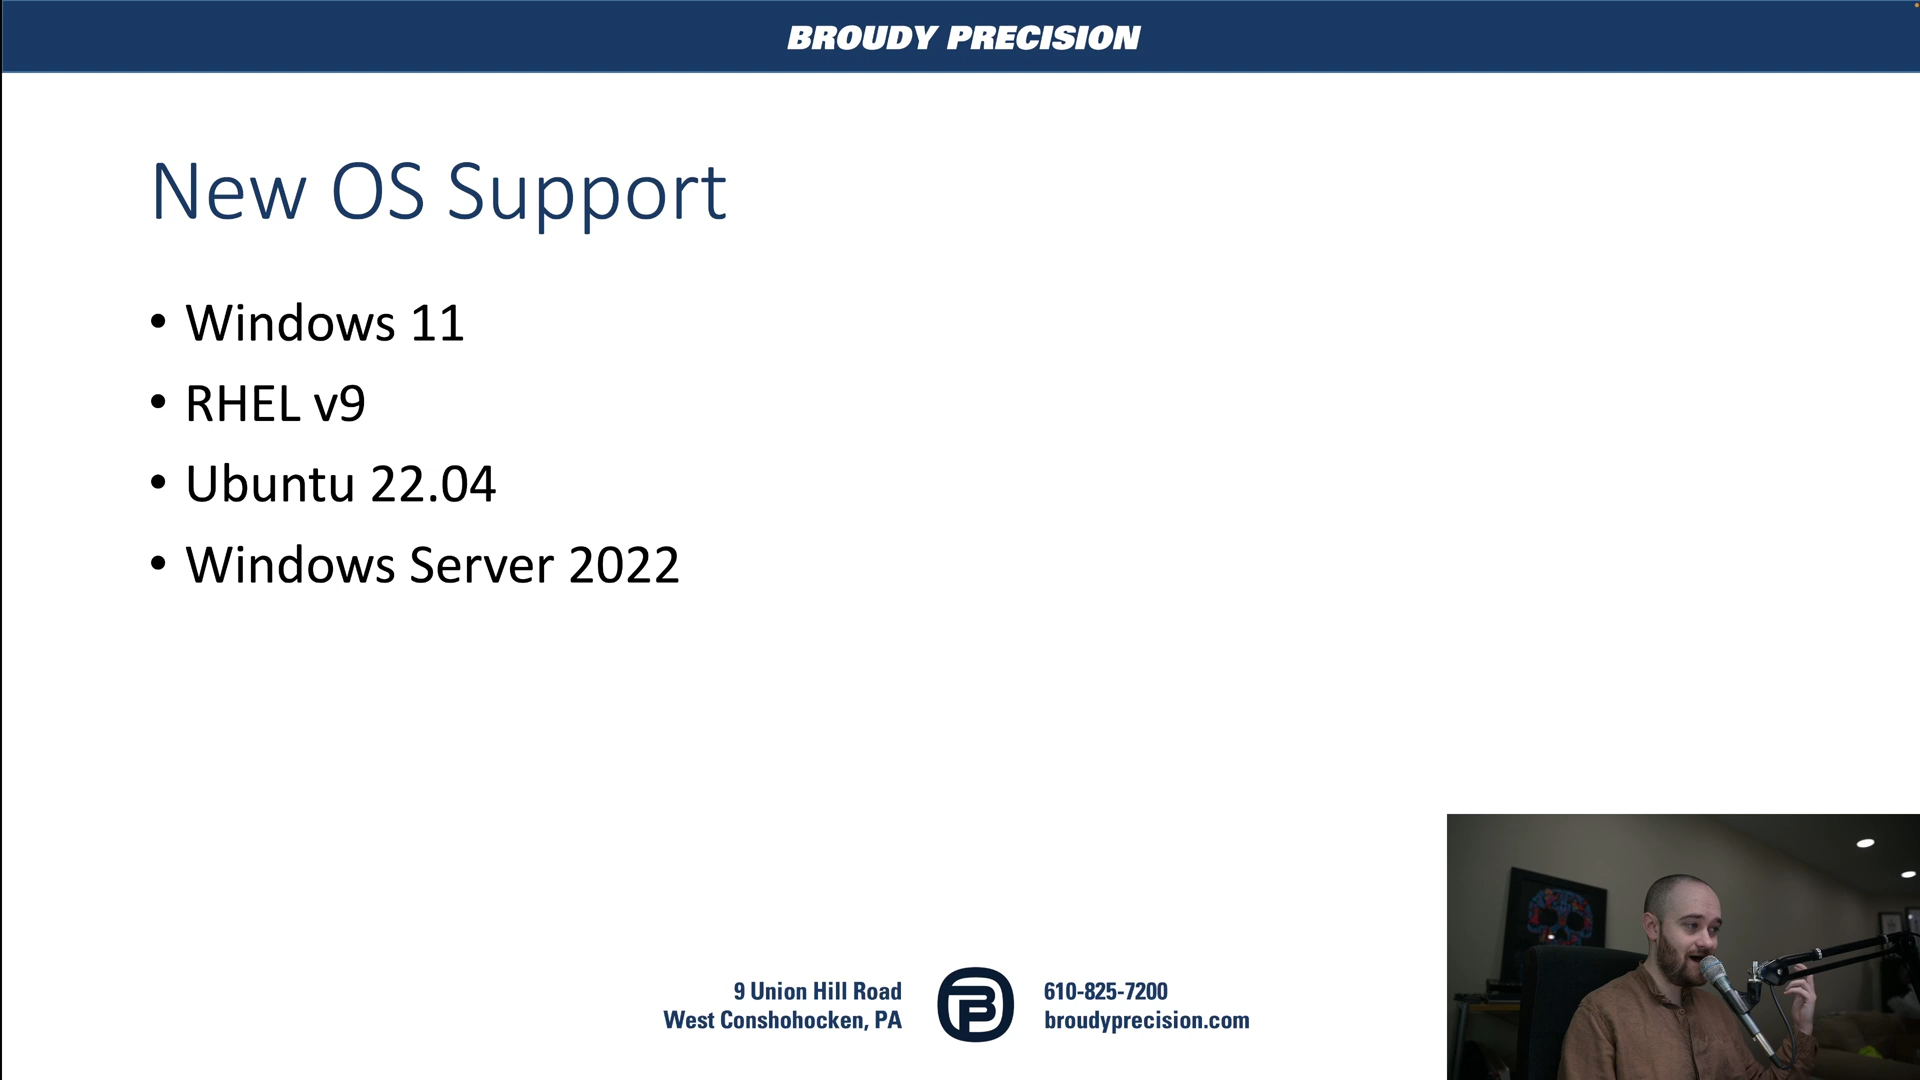 BROUDY PRECISION
New OS Support
• Windows 11
• RHEL v9
• Ubuntu 22.04
• Windows Server 2022
9 Union Hill Road
West Conshohocken, PA
610-825-7200
broudyprecision.com